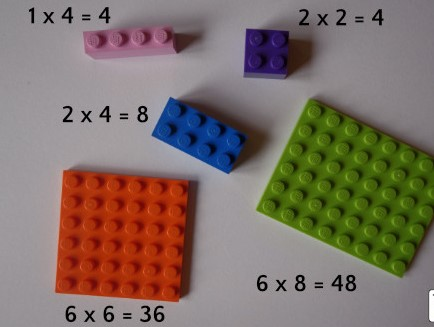 1 x 4 = 4
2 x 2 = 4
2 x 4 = 8
6 x 8 = 48
6 x 6 = 36